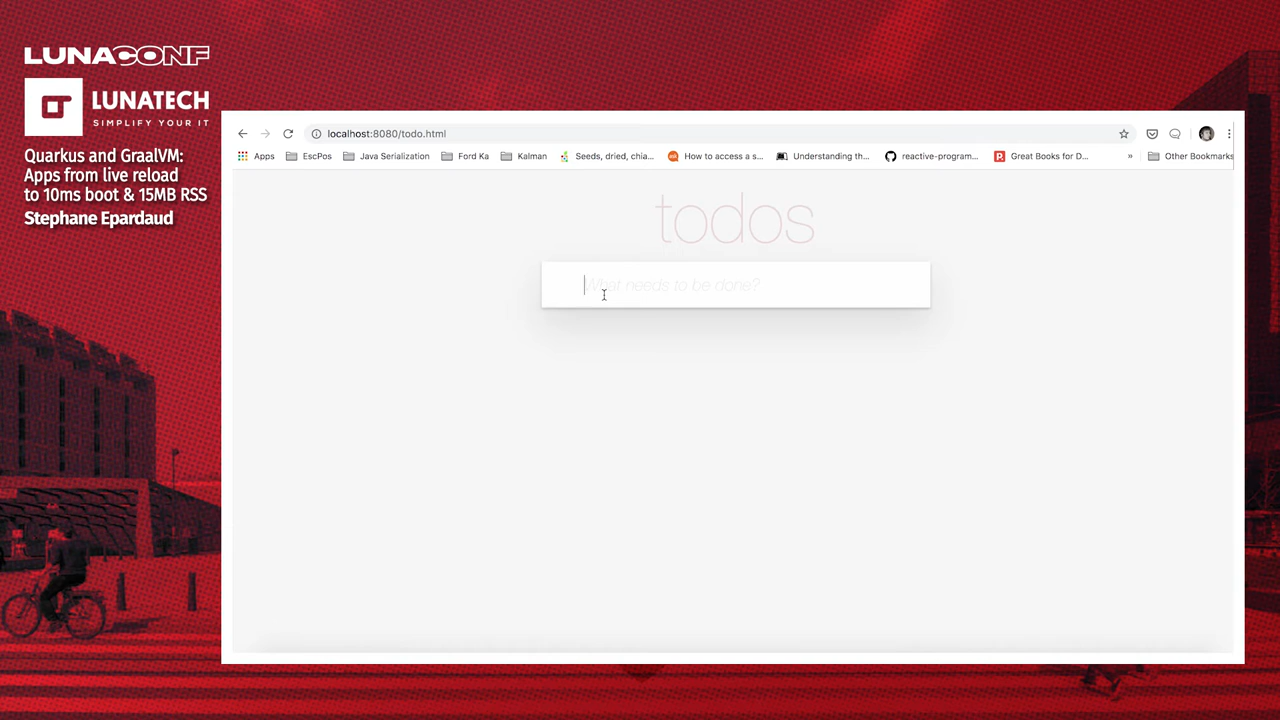 LUNACONF
LUNATECH
SIMPLIFY YOUR IT
Quarkus and GraalVM:
Apps from live reload
to 10ms boot & 15MB RSS
Stephane Epardaud
localhost:8080/todo.html
Apps EscPos Java Serialization Ford Ka Kalman Seeds, dried, chia... How to access a s... Understanding th... reactive-program... Great Books for D... » Other Bookmarks
todos
What needs to be done?